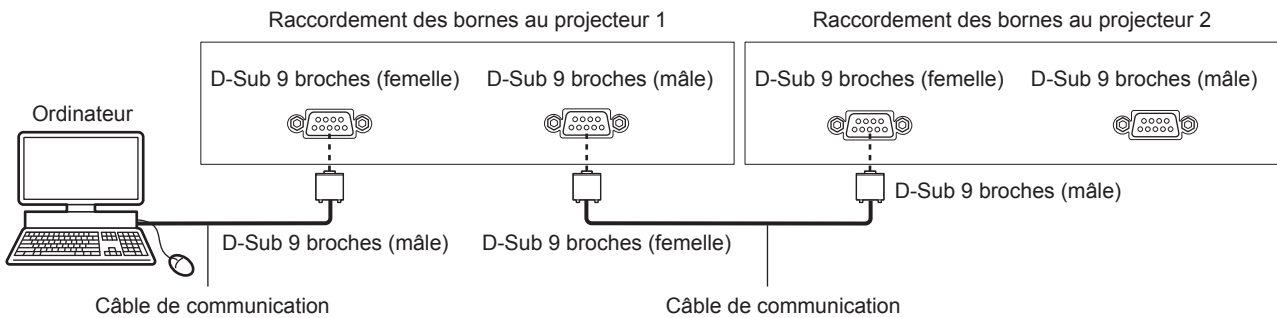 Raccordement des bornes au projecteur 1
Raccordement des bornes au projecteur 2
D-Sub 9 broches (femelle)
D-Sub 9 broches (mâle)
D-Sub 9 broches (femelle)
D-Sub 9 broches (mâle)
Ordinateur
D-Sub 9 broches (mâle)
D-Sub 9 broches (mâle)
D-Sub 9 broches (femelle)
Câble de communication
Câble de communication